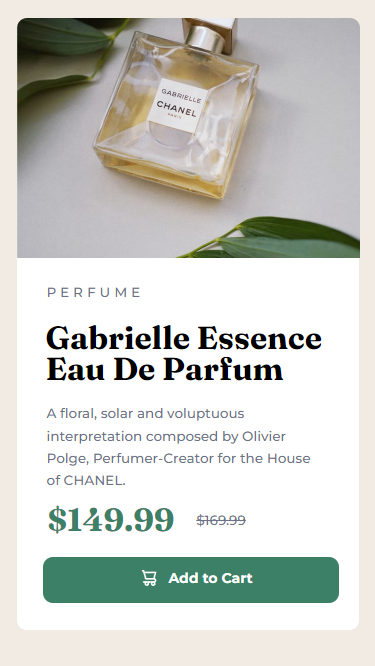 GABRIELLE
CHANEL
PARIS
PERFUME
Gabrielle Essence
Eau De Parfum
A floral, solar and voluptuous
interpretation composed by Olivier
Polge, Perfumer-Creator for the House
of CHANEL.
$149.99 $169.99
Add to Cart